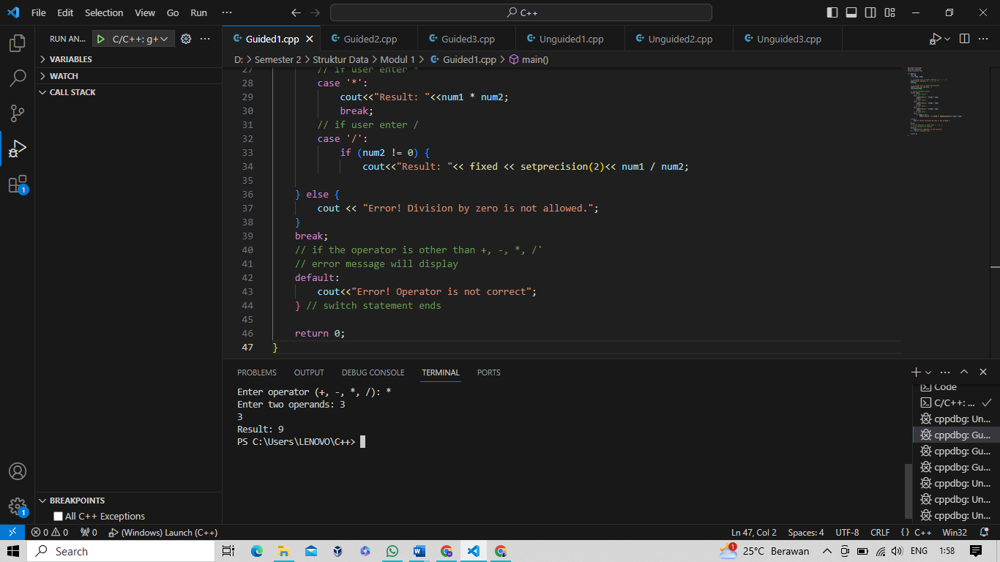 File Edit Selection View Go Run ··· C++
RUN AN... C/C++: g+ ···
Guided1.cpp Guided2.cpp Guided3.cpp Unguided1.cpp Unguided2.cpp Unguided3.cpp
D: > Semester 2 > Struktur Data > Modul 1 > Guided1.cpp > main()
VARIABLES
WATCH
CALL STACK
27 // if user enter *
28 case '*':
29 cout<<"Result: "<<num1 * num2;
30 break;
31 // if user enter /
32 case '/':
33 if (num2 != 0) {
34 cout<<"Result: "<< fixed << setprecision(2)<< num1 / num2;
35
36 } else {
37 cout << "Error! Division by zero is not allowed.";
38 }
39 break;
40 // if the operator is other than +, -, *, /'
41 // error message will display
42 default:
43 cout<<"Error! Operator is not correct";
44 } // switch statement ends
45
46 return 0;
47 }
PROBLEMS OUTPUT DEBUG CONSOLE TERMINAL PORTS
Enter operator (+, -, *, /): *
Enter two operands: 3
3
Result: 9
PS C:\Users\LENOVO\C++>
Code
C/C++: ...
cppdbg: Un...
cppdbg: Gu...
cppdbg: Gu...
cppdbg: Gu...
cppdbg: Un...
cppdbg: Un...
cppdbg: Un...
BREAKPOINTS
All C++ Exceptions
1
1
0 0 0 (Windows) Launch (C++) Ln 47, Col 2 Spaces: 4 UTF-8 CRLF {} C++ Win32
Search 1 25°C Berawan ENG 1:58